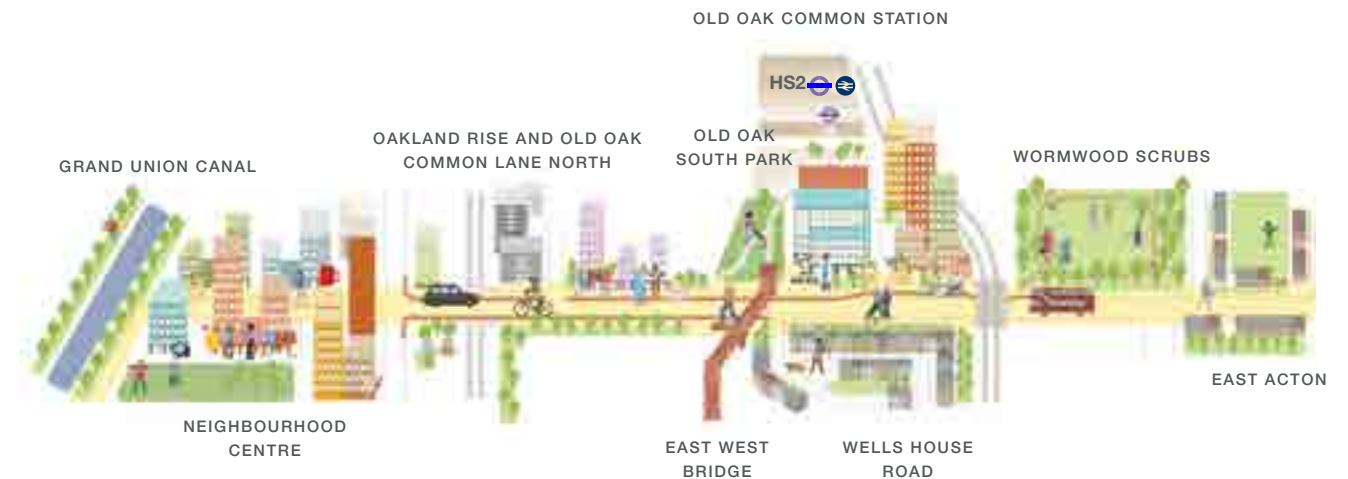 OLD OAK COMMON STATION
HS2
OAKLAND RISE AND OLD OAK
COMMON LANE NORTH
OLD OAK
SOUTH PARK
GRAND UNION CANAL
WORMWOOD SCRUBS
EAST ACTON
NEIGHBOURHOOD
CENTRE
EAST WEST
BRIDGE
WELLS HOUSE
ROAD